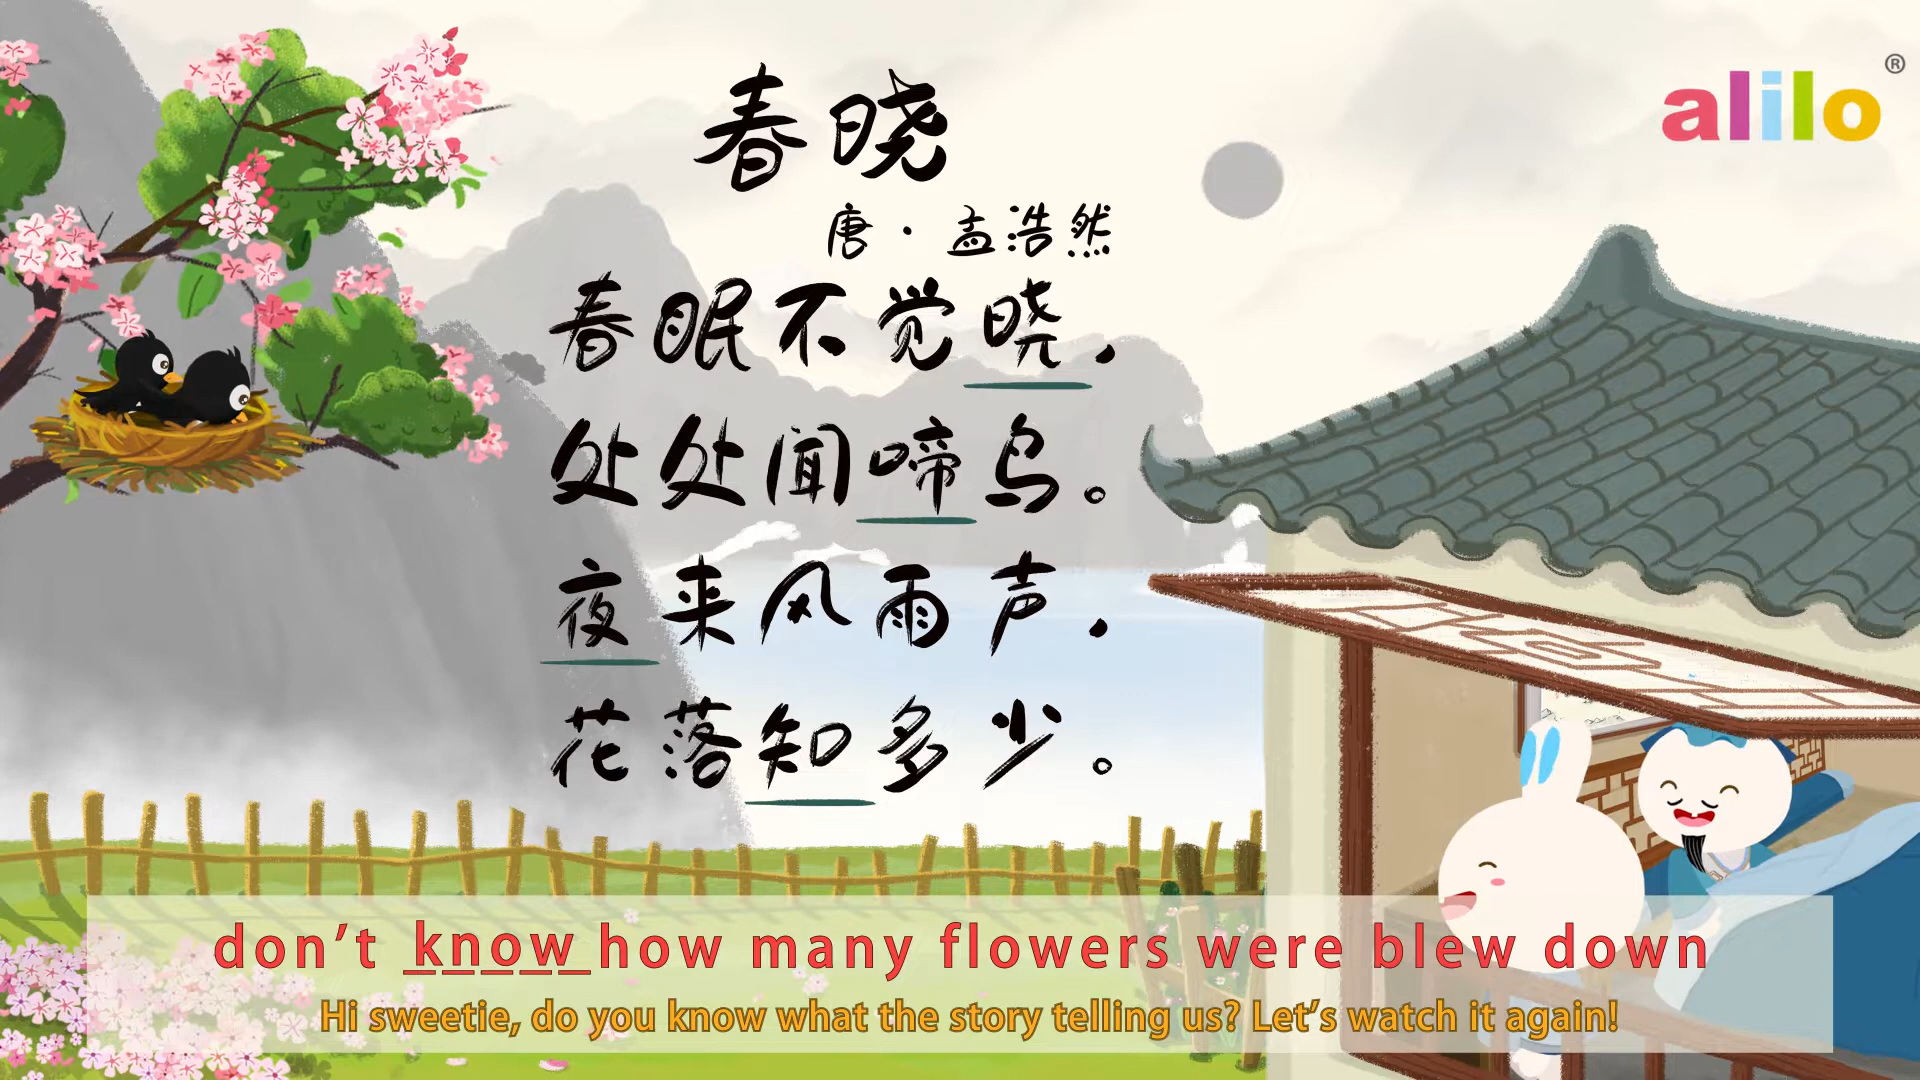 春晓
alilo®
唐·孟浩然
春眠不觉晓，
处处闻啼鸟。
夜来风雨声，
花落知多少。
don't know how many flowers were blew down
Hi sweetie, do you know what the story telling us? Let's watch it again!